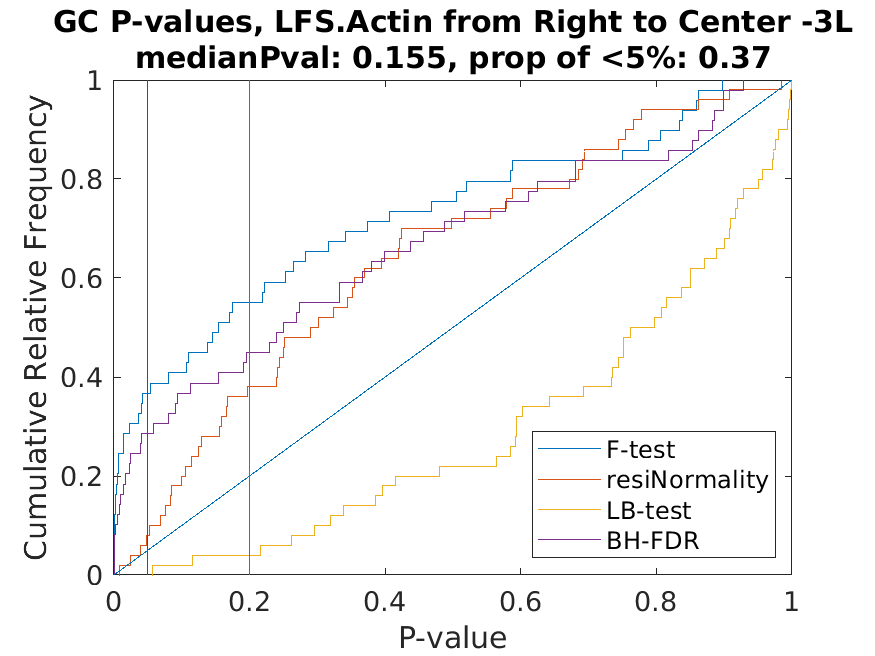 GC P-values, LFS.Actin from Right to Center -3L
medianPval: 0.155, prop of <5%: 0.37
1
0.8
0.6
0.4
0.2
0
Cumulative Relative Frequency
F-test
resiNormality
LB-test
BH-FDR
0 0.2 0.4 0.6 0.8 1
P-value